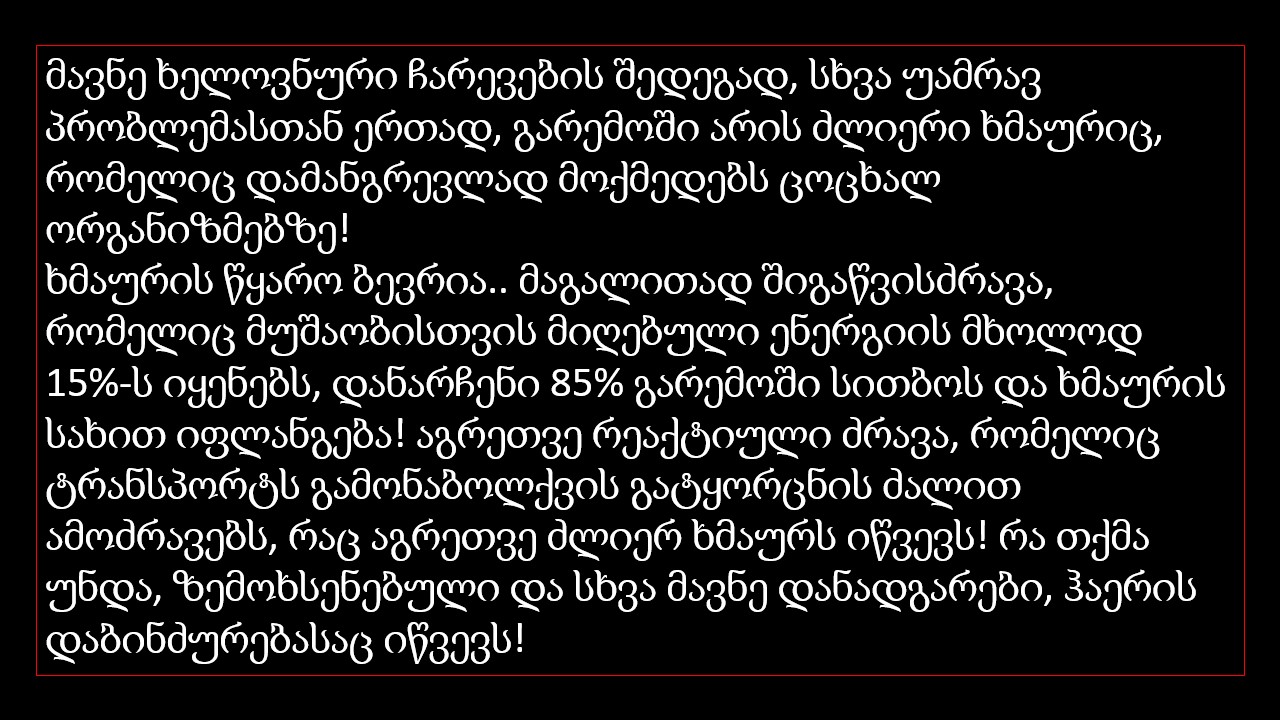 მავნე ხელოვნური ჩარევების შედეგად, სხვა უამრავ
პრობლემასთან ერთად, გარემოში არის ძლიერი ხმაურიც,
რომელიც დამანგრევლად მოქმედებს ცოცხალ
ორგანიზმებზე!
ხმაურის წყარო ბევრია.. მაგალითად შიგაწვისძრავა,
რომელიც მუშაობისთვის მიღებული ენერგიის მხოლოდ
15%-ს იყენებს, დანარჩენი 85% გარემოში სითბოს და ხმაურის
სახით იფლანგება! აგრეთვე რეაქტიული ძრავა, რომელიც
ტრანსპორტს გამონაბოლქვის გატყორცნის ძალით
ამოძრავებს, რაც აგრეთვე ძლიერ ხმაურს იწვევს! რა თქმა
უნდა, ზემოხსენებული და სხვა მავნე დანადგარები, ჰაერის
დაბინძურებასაც იწვევს!